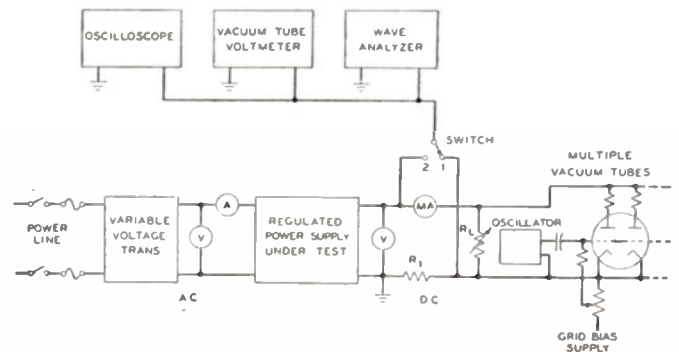 OSCILLOSCOPE
VACUUM TUBE
VOLTMETER
WAVE
ANALYZER
SWITCH
2 1
MULTIPLE
VACUUM TUBES
POWER
LINE
VARIABLE
VOLTAGE
TRANS
A
V
REGULATED
POWER SUPPLY
UNDER TEST
MA
V
R1
RL
OSCILLATOR
AC
DC
GRID BIAS
SUPPLY